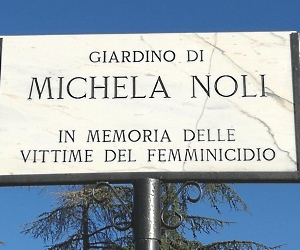 GIARDINO DI
MICHELA NOLI
IN MEMORIA DELLE
VITTIME DEL FEMMINICIDIO